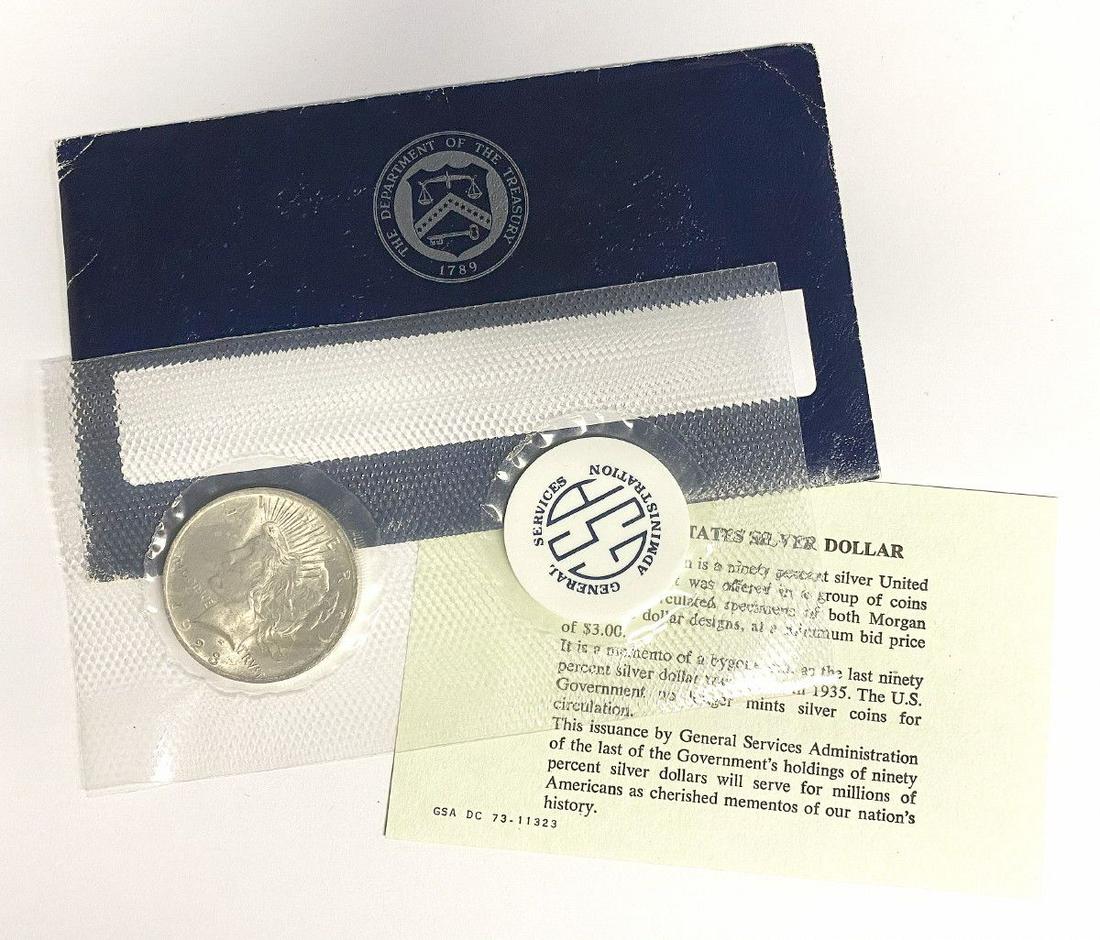 THE DEPARTMENT OF THE TREASURY
1789
GENERAL SERVICES ADMINISTRATION
GSA
LIBERTY
1923
TATES SILVER DOLLAR
n is a ninety percent silver United
was offered in a group of coins
rculated specimens of both Morgan
dollar designs, at a minimum bid price
of $3.00.
It is a memento of a bygone as the last ninety
percent silver dollar in 1935. The U.S.
Government no longer mints silver coins for
circulation.
This issuance by General Services Administration
of the last of the Government's holdings of ninety
percent silver dollars will serve for millions of
Americans as cherished mementos of our nation's
history.
GSA DC 73-11323